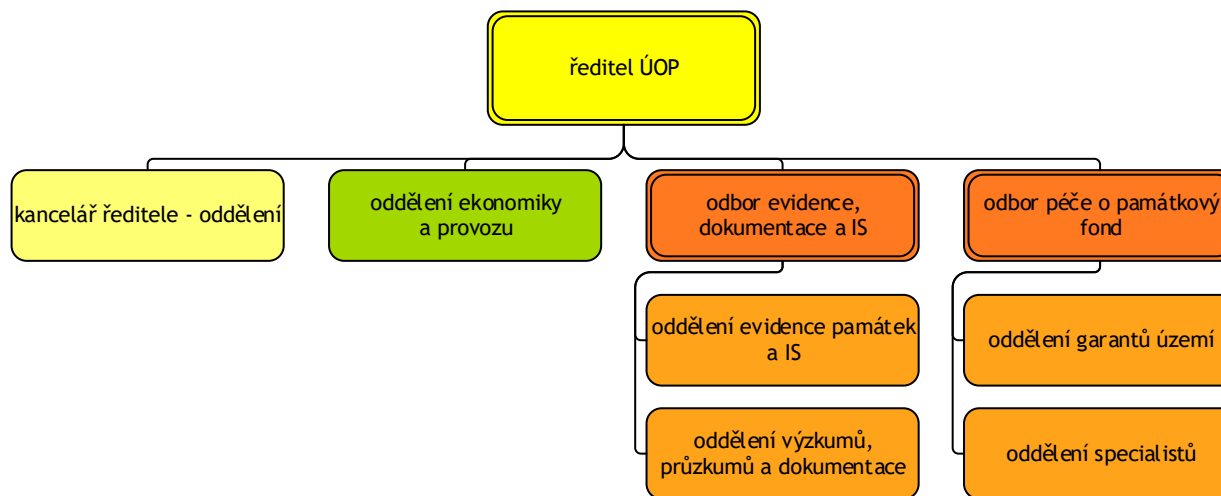 ředitel ÚOP
kancelář ředitele - oddělení
oddělení ekonomiky
a provozu
odbor evidence,
dokumentace a IS
odbor péče o památkový
fond
oddělení evidence památek
a IS
oddělení garantů území
oddělení výzkumů,
průzkumů a dokumentace
oddělení specialistů